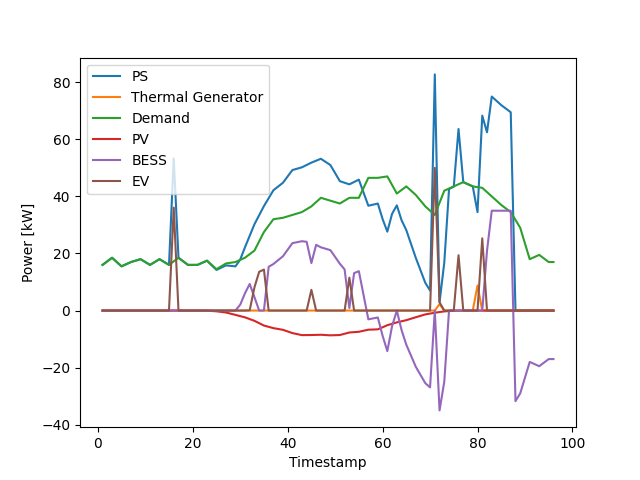 PS
Thermal Generator
Demand
PV
BESS
EV
Power [kW]
80
60
40
20
0
−20
−40
0 20 40 60 80 100
Timestamp